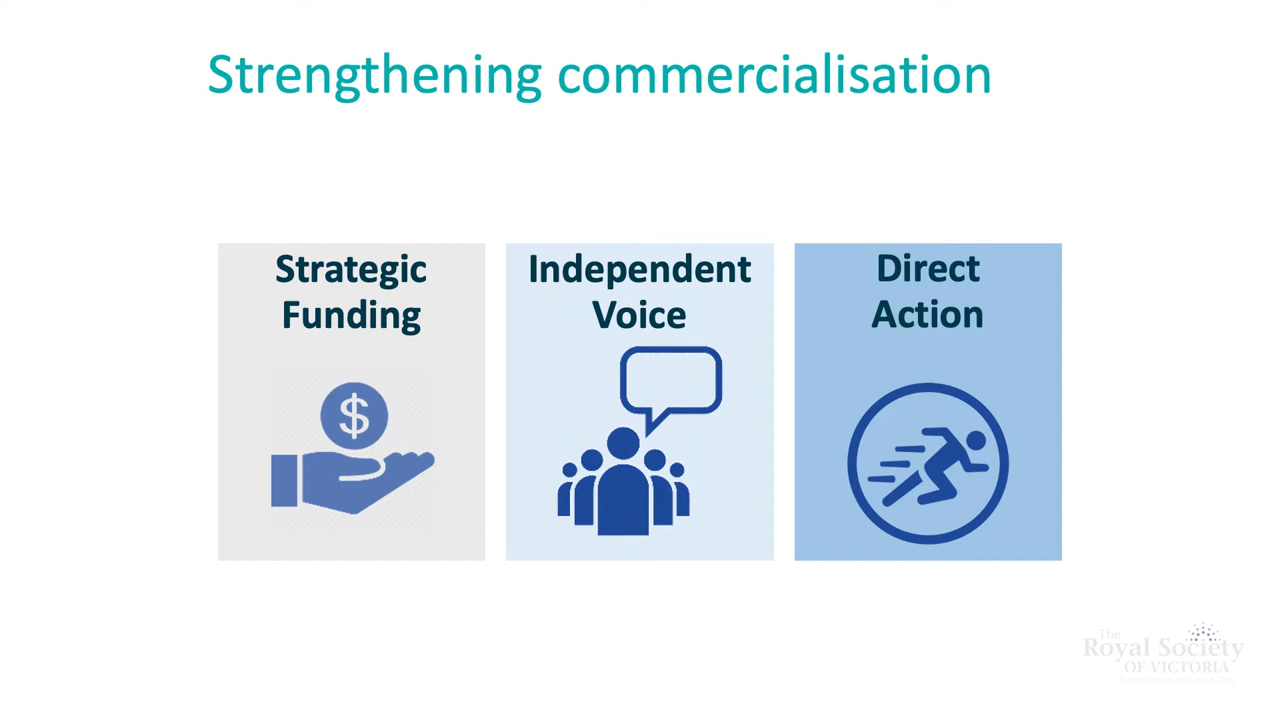 Strengthening commercialisation
Strategic
Funding
$
Independent
Voice
Direct
Action
The
Royal Society
OF VICTORIA